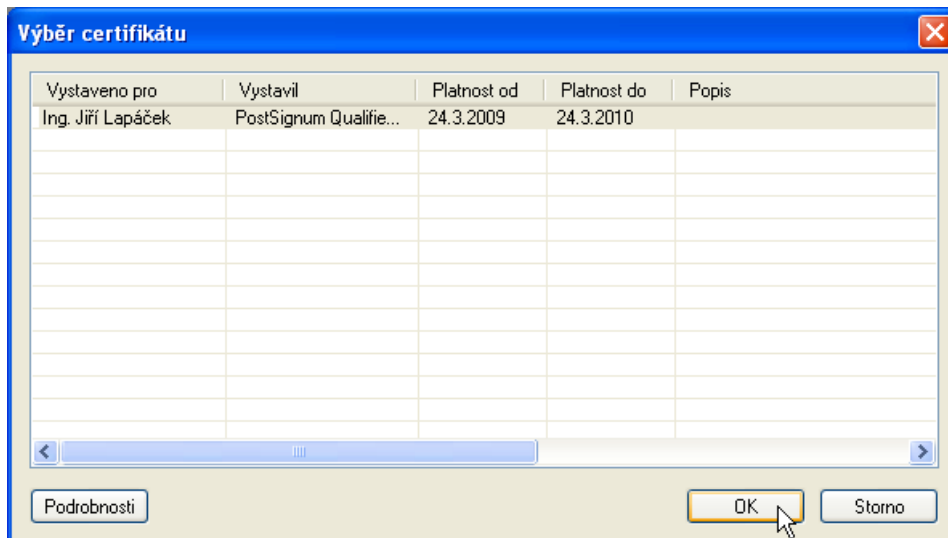 Výběr certifikátu
Vystaveno pro Vystavil Platnost od Platnost do Popis
Ing. Jiří Lapáček PostSignum Qualifie... 24.3.2009 24.3.2010
Podrobnosti OK Storno